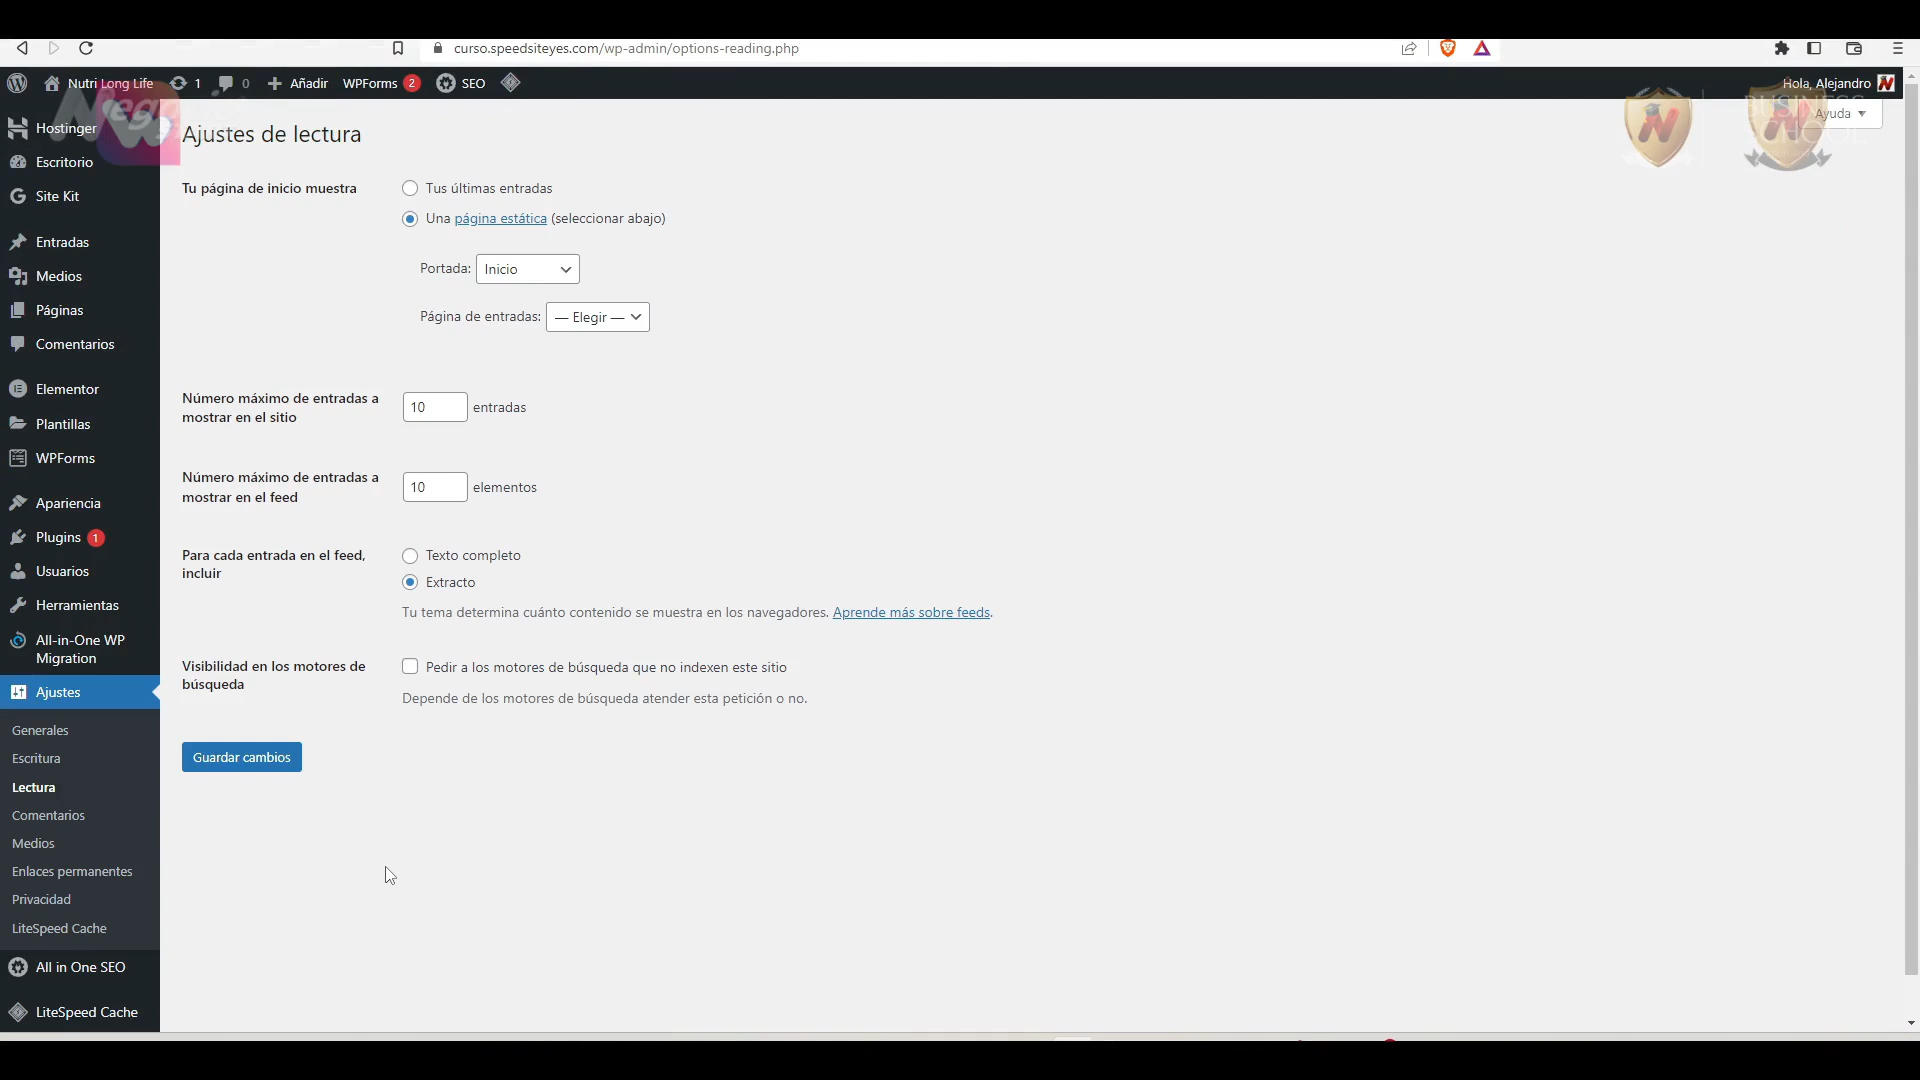 curso.speedsiteyes.com/wp-admin/options-reading.php
Nutri Long Life 1 0 Añadir WPForms 2 SEO
Hola, Alejandro
Hostinger
Escritorio
Site Kit
Entradas
Medios
Páginas
Comentarios
Elementor
Plantillas
WPForms
Apariencia
Plugins 1
Usuarios
Herramientas
All-in-One WP
Migration
Ajustes
Generales
Escritura
Lectura
Comentarios
Medios
Enlaces permanentes
Privacidad
LiteSpeed Cache
All in One SEO
LiteSpeed Cache
Ayuda
BUSINESS
SCHOOL
Ajustes de lectura
Tu página de inicio muestra
Tus últimas entradas
Una página estática (seleccionar abajo)
Portada: Inicio
Página de entradas: — Elegir —
Número máximo de entradas a
mostrar en el sitio
10 entradas
Número máximo de entradas a
mostrar en el feed
10 elementos
Para cada entrada en el feed,
incluir
Texto completo
Extracto
Tu tema determina cuánto contenido se muestra en los navegadores. Aprende más sobre feeds.
Visibilidad en los motores de
búsqueda
Pedir a los motores de búsqueda que no indexen este sitio
Depende de los motores de búsqueda atender esta petición o no.
Guardar cambios